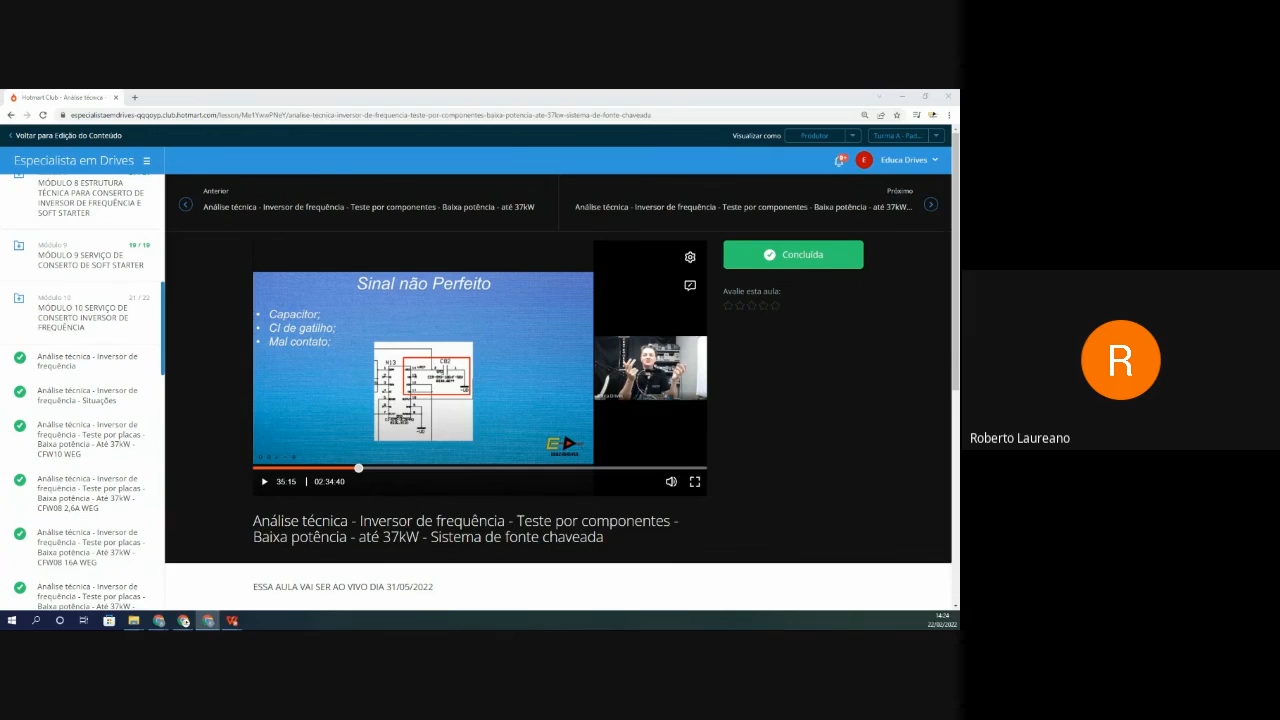 Hotmart Club - Análise técnica -
especialistaemdrives-qqqoyp.club.hotmart.com/lesson/Me1YwwPNeY/analise-tecnica-inversor-de-frequencia-teste-por-componentes-baixa-potencia-ate-37kw-sistema-de-fonte-chaveada
Voltar para Edição do Conteúdo
Visualizar como
Produtor
Turma A - Pad...
Especialista em Drives
9+
E
Educa Drives
MÓDULO 8 ESTRUTURA
TÉCNICA PARA CONSERTO DE
INVERSOR DE FREQUÊNCIA E
SOFT STARTER
Módulo 9
19 / 19
MÓDULO 9 SERVIÇO DE
CONSERTO DE SOFT STARTER
Módulo 10
21 / 22
MÓDULO 10 SERVIÇO DE
CONSERTO INVERSOR DE
FREQUÊNCIA
Análise técnica - Inversor de
frequência
Análise técnica - Inversor de
frequência - Situações
Análise técnica - Inversor de
frequência - Teste por placas -
Baixa potência - Até 37kW -
CFW10 WEG
Análise técnica - Inversor de
frequência - Teste por placas -
Baixa potência - Até 37kW -
CFW08 2,6A WEG
Análise técnica - Inversor de
frequência - Teste por placas -
Baixa potência - Até 37kW -
CFW08 16A WEG
Análise técnica - Inversor de
frequência - Teste por placas -
Baixa potência - Até 37kW -
Anterior
Análise técnica - Inversor de frequência - Teste por componentes - Baixa potência - até 37kW
Próximo
Análise técnica - Inversor de frequência - Teste por componentes - Baixa potência - até 37kW...
Sinal não Perfeito
• Capacitor;
• CI de gatilho;
• Mal contato;
N13
C82
35:15 | 02:34:40
Concluída
Avalie esta aula:
Análise técnica - Inversor de frequência - Teste por componentes -
Baixa potência - até 37kW - Sistema de fonte chaveada
ESSA AULA VAI SER AO VIVO DIA 31/05/2022
14:24
22/02/2022
R
Roberto Laureano